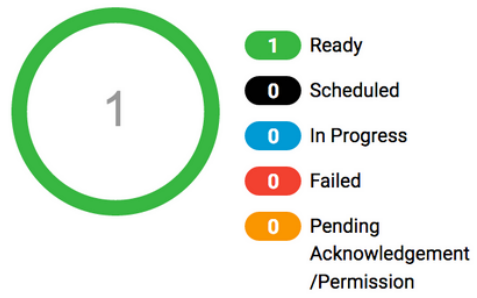 1
1 Ready
0 Scheduled
0 In Progress
0 Failed
0 Pending
Acknowledgement
/Permission